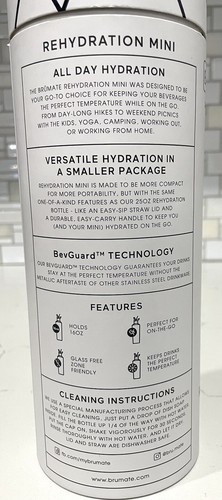 REHYDRATION MINI
ALL DAY HYDRATION
THE BRÜMATE REHYDRATION MINI WAS DESIGNED TO BE
YOUR GO-TO CHOICE FOR KEEPING YOUR BEVERAGES
THE PERFECT TEMPERATURE WHILE ON THE GO.
FROM DAY-LONG HIKES TO WEEKEND PICNICS
WITH THE KIDS, YOGA, CAMPING, WORKING OUT,
OR WORKING FROM HOME.
VERSATILE HYDRATION IN
A SMALLER PACKAGE
REHYDRATION MINI IS MADE TO BE MORE COMPACT
FOR MORE PORTABILITY, BUT WITH THE SAME
ONE-OF-A-KIND FEATURES AS OUR 25OZ REHYDRATION
BOTTLE - LIKE AN EASY-SIP STRAW LID AND
A DURABLE, EASY-CARRY HANDLE TO KEEP YOU
(AND YOUR MINI) HYDRATED ON THE GO.
BevGuard™ TECHNOLOGY
OUR BEVGUARD™ TECHNOLOGY GUARANTEES YOUR DRINKS
STAY AT THE PERFECT TEMPERATURE WITHOUT THE
METALLIC AFTERTASTE OF OTHER STAINLESS STEEL DRINKWARE.
FEATURES
HOLDS
16OZ
PERFECT FOR
ON-THE-GO
GLASS FREE
ZONE
FRIENDLY
KEEPS DRINKS
THE PERFECT
TEMPERATURE
CLEANING INSTRUCTIONS
WE USE A SPECIAL MANUFACTURING PROCESS THAT ALLOWS
FOR EASY CLEANING. JUST PUT A DROP OF DISH SOAP
INSIDE, FILL THE BOTTLE UP 1/4 OF THE WAY WITH HOT WATER,
PUT THE CAP ON, SHAKE VIGOROUSLY FOR 30 SECONDS,
RINSE THOROUGHLY WITH HOT WATER, AND LET IT DRY.
LID AND STRAW ARE DISHWASHER SAFE.
fb.com/mybrumate
@bru.mate
www.brumate.com